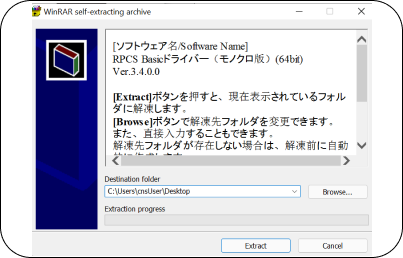 WinRAR self-extracting archive
[ソフトウェア名/Software Name]
RPCS Basicドライバー（モノクロ版）(64bit)
Ver.3.4.0.0
[Extract]ボタンを押すと、現在表示されているフォル
ダに解凍します。
[Browse]ボタンで解凍先フォルダを変更できます。
また、直接入力することもできます。
解凍先フォルダが存在しない場合は、解凍前に自動
Destination folder
C:\Users\cnsUser\Desktop
Browse...
Extraction progress
Extract
Cancel